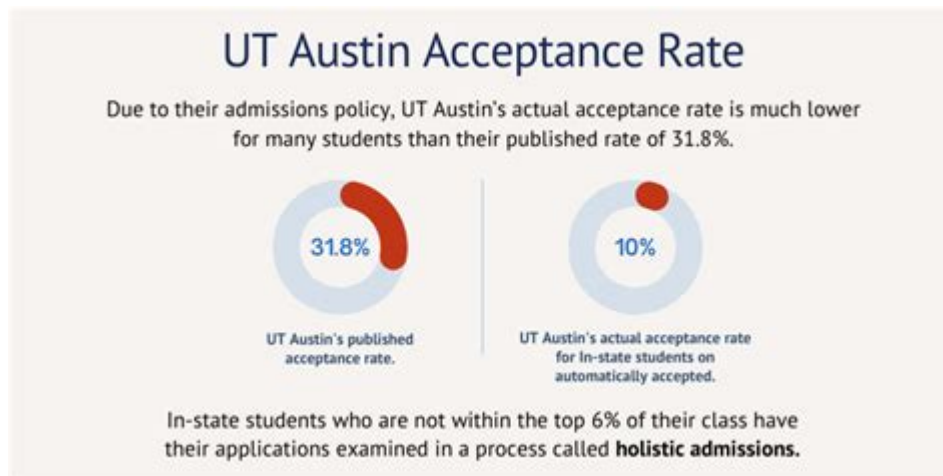 UT Austin Acceptance Rate
Due to their admissions policy, UT Austin's actual acceptance rate is much lower
for many students than their published rate of 31.8%.
31.8%
UT Austin's published
acceptance rate.
10%
UT Austin's actual acceptance rate
for In-state students on
automatically accepted.
In-state students who are not within the top 6% of their class have
their applications examined in a process called holistic admissions.